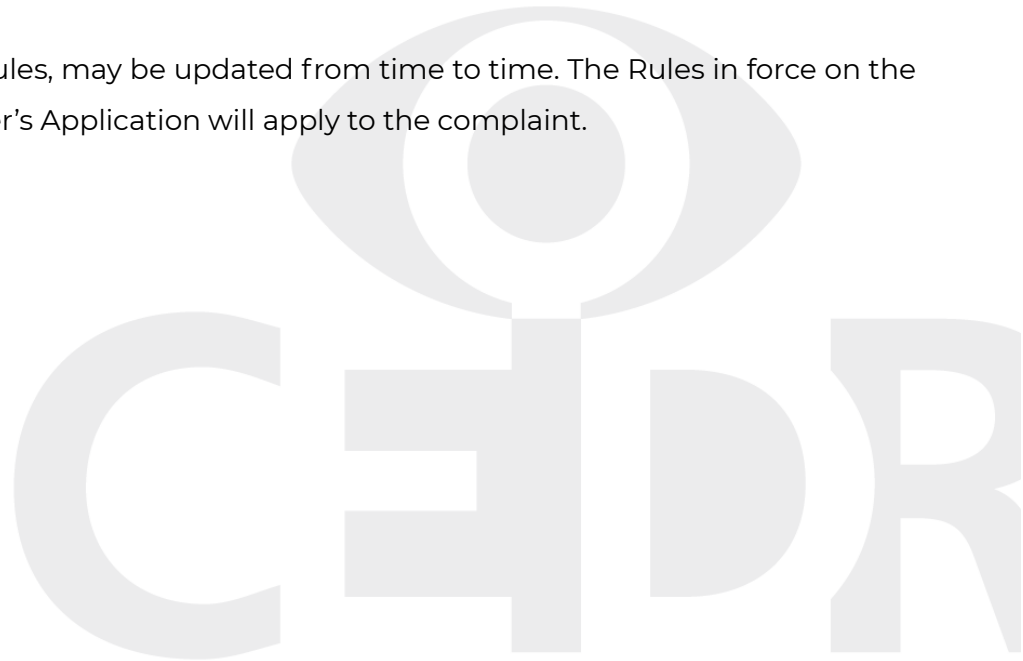 ules, may be updated from time to time. The Rules in force on the
r’s Application will apply to the complaint.
CEDR